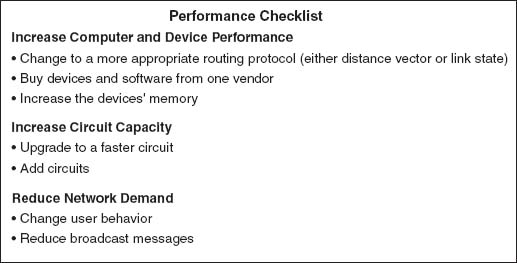 Performance Checklist
Increase Computer and Device Performance
• Change to a more appropriate routing protocol (either distance vector or link state)
• Buy devices and software from one vendor
• Increase the devices' memory
Increase Circuit Capacity
• Upgrade to a faster circuit
• Add circuits
Reduce Network Demand
• Change user behavior
• Reduce broadcast messages